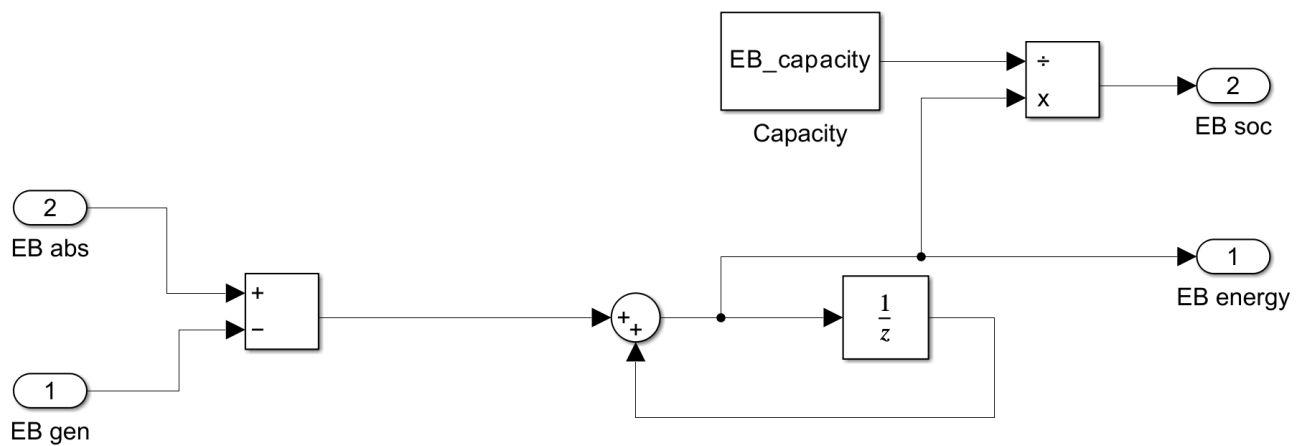 EB_capacity
Capacity
÷
x
2
EB soc
2
EB abs
1
EB energy
+
−
+
+
1
z
1
EB gen